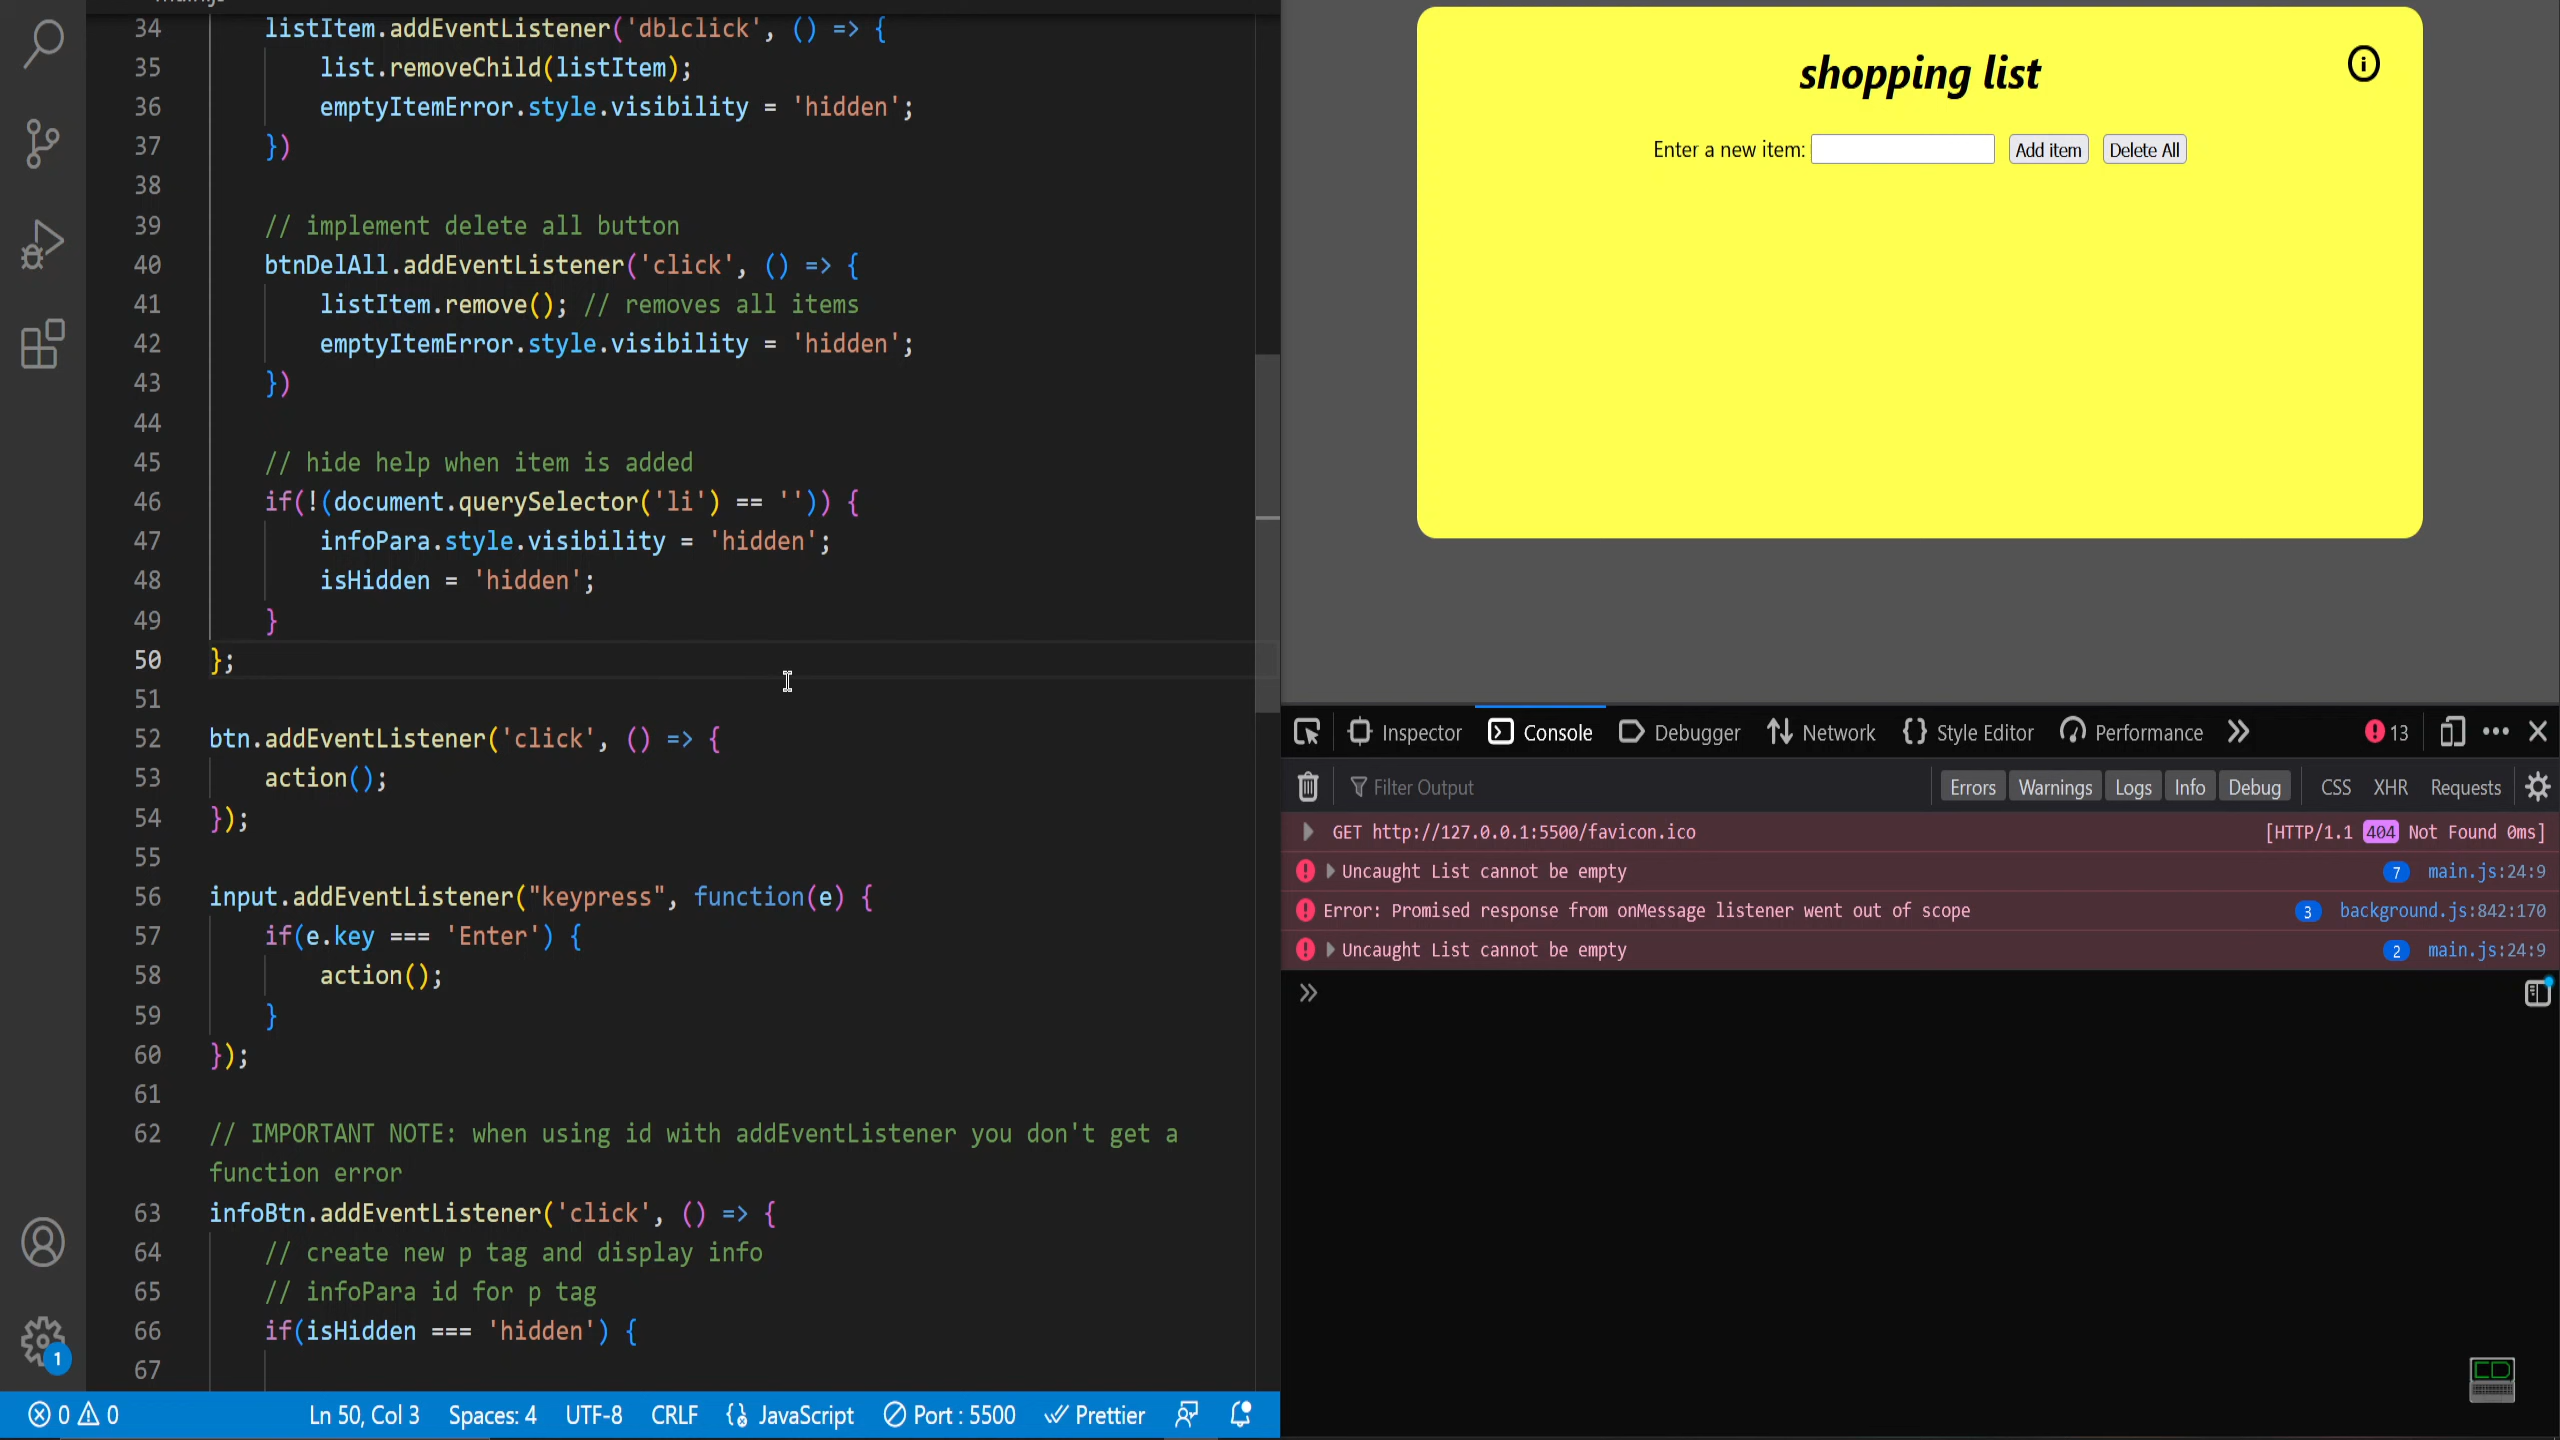 34 listItem.addEventListener('dblclick', () => {
35 list.removeChild(listItem);
36 emptyItemError.style.visibility = 'hidden';
37 })
38
39 // implement delete all button
40 btnDelAll.addEventListener('click', () => {
41 listItem.remove(); // removes all items
42 emptyItemError.style.visibility = 'hidden';
43 })
44
45 // hide help when item is added
46 if(!(document.querySelector('li') == '')) {
47 infoPara.style.visibility = 'hidden';
48 isHidden = 'hidden';
49 }
50 };
51
52 btn.addEventListener('click', () => {
53 action();
54 });
55
56 input.addEventListener("keypress", function(e) {
57 if(e.key === 'Enter') {
58 action();
59 }
60 });
61
62 // IMPORTANT NOTE: when using id with addEventListener you don't get a
function error
63 infoBtn.addEventListener('click', () => {
64 // create new p tag and display info
65 // infoPara id for p tag
66 if(isHidden === 'hidden') {
67
1
0 0 Ln 50, Col 3 Spaces: 4 UTF-8 CRLF JavaScript Port : 5500 Prettier
shopping list
Enter a new item: Add item Delete All
Inspector Console Debugger Network {} Style Editor Performance 13
Filter Output Errors Warnings Logs Info Debug CSS XHR Requests
GET http://127.0.0.1:5500/favicon.ico [HTTP/1.1 404 Not Found 0ms]
Uncaught List cannot be empty 7 main.js:24:9
Error: Promised response from onMessage listener went out of scope 3 background.js:842:170
Uncaught List cannot be empty 2 main.js:24:9
CD